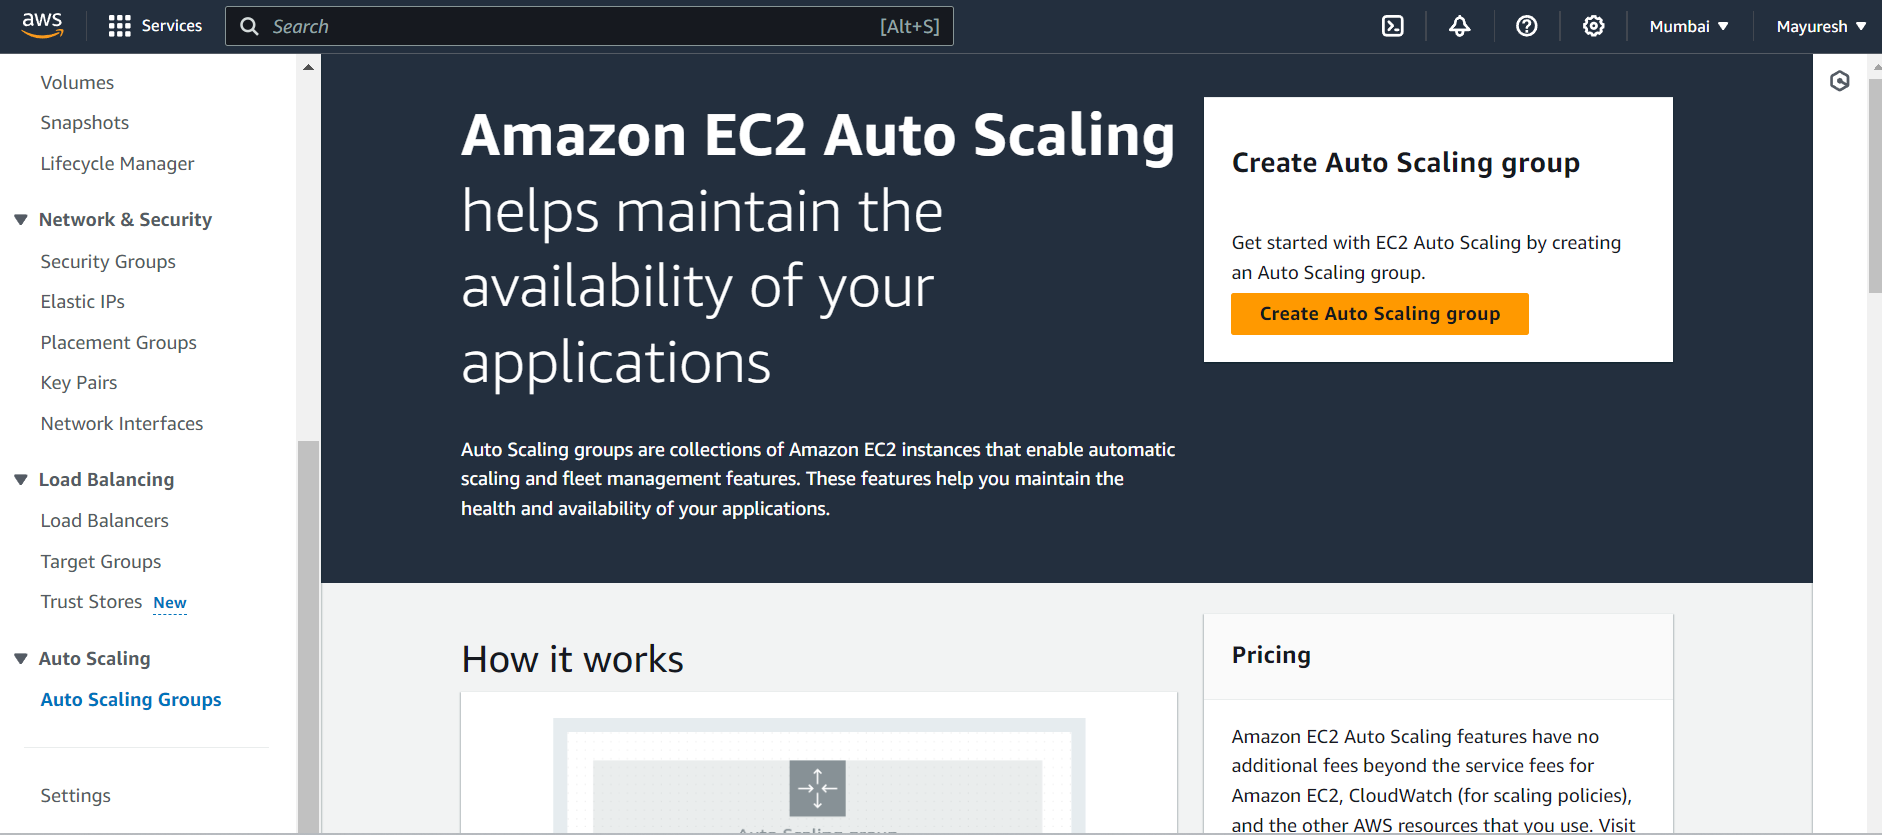 aws
Services
Search
[Alt+S]
Mumbai
Mayuresh
Volumes
Snapshots
Lifecycle Manager
Network & Security
Security Groups
Elastic IPs
Placement Groups
Key Pairs
Network Interfaces
Load Balancing
Load Balancers
Target Groups
Trust Stores New
Auto Scaling
Auto Scaling Groups
Settings
Amazon EC2 Auto Scaling
helps maintain the
availability of your
applications
Auto Scaling groups are collections of Amazon EC2 instances that enable automatic
scaling and fleet management features. These features help you maintain the
health and availability of your applications.
Create Auto Scaling group
Get started with EC2 Auto Scaling by creating
an Auto Scaling group.
Create Auto Scaling group
How it works
Auto Scaling group
Pricing
Amazon EC2 Auto Scaling features have no
additional fees beyond the service fees for
Amazon EC2, CloudWatch (for scaling policies),
and the other AWS resources that you use. Visit